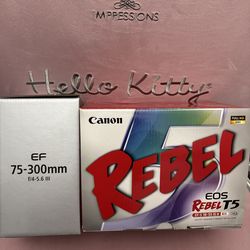 IMPRESSIONS
Hello Kitty
EF
75-300mm
f/4-5.6 III
Canon
REBEL
EOS
REBEL T5